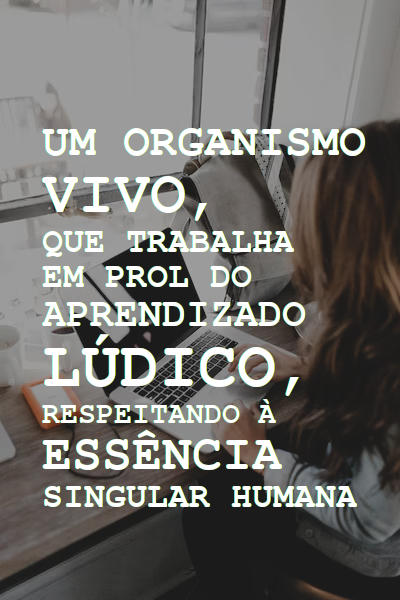 UM ORGANISMO
VIVO,
QUE TRABALHA
EM PROL DO
APRENDIZADO
LÚDICO,
RESPEITANDO À
ESSÊNCIA
SINGULAR HUMANA